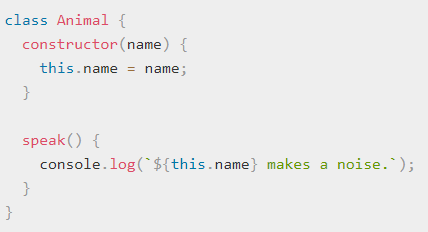 class Animal {
  constructor(name) {
    this.name = name;
  }

  speak() {
    console.log(`${this.name} makes a noise.`);
  }
}